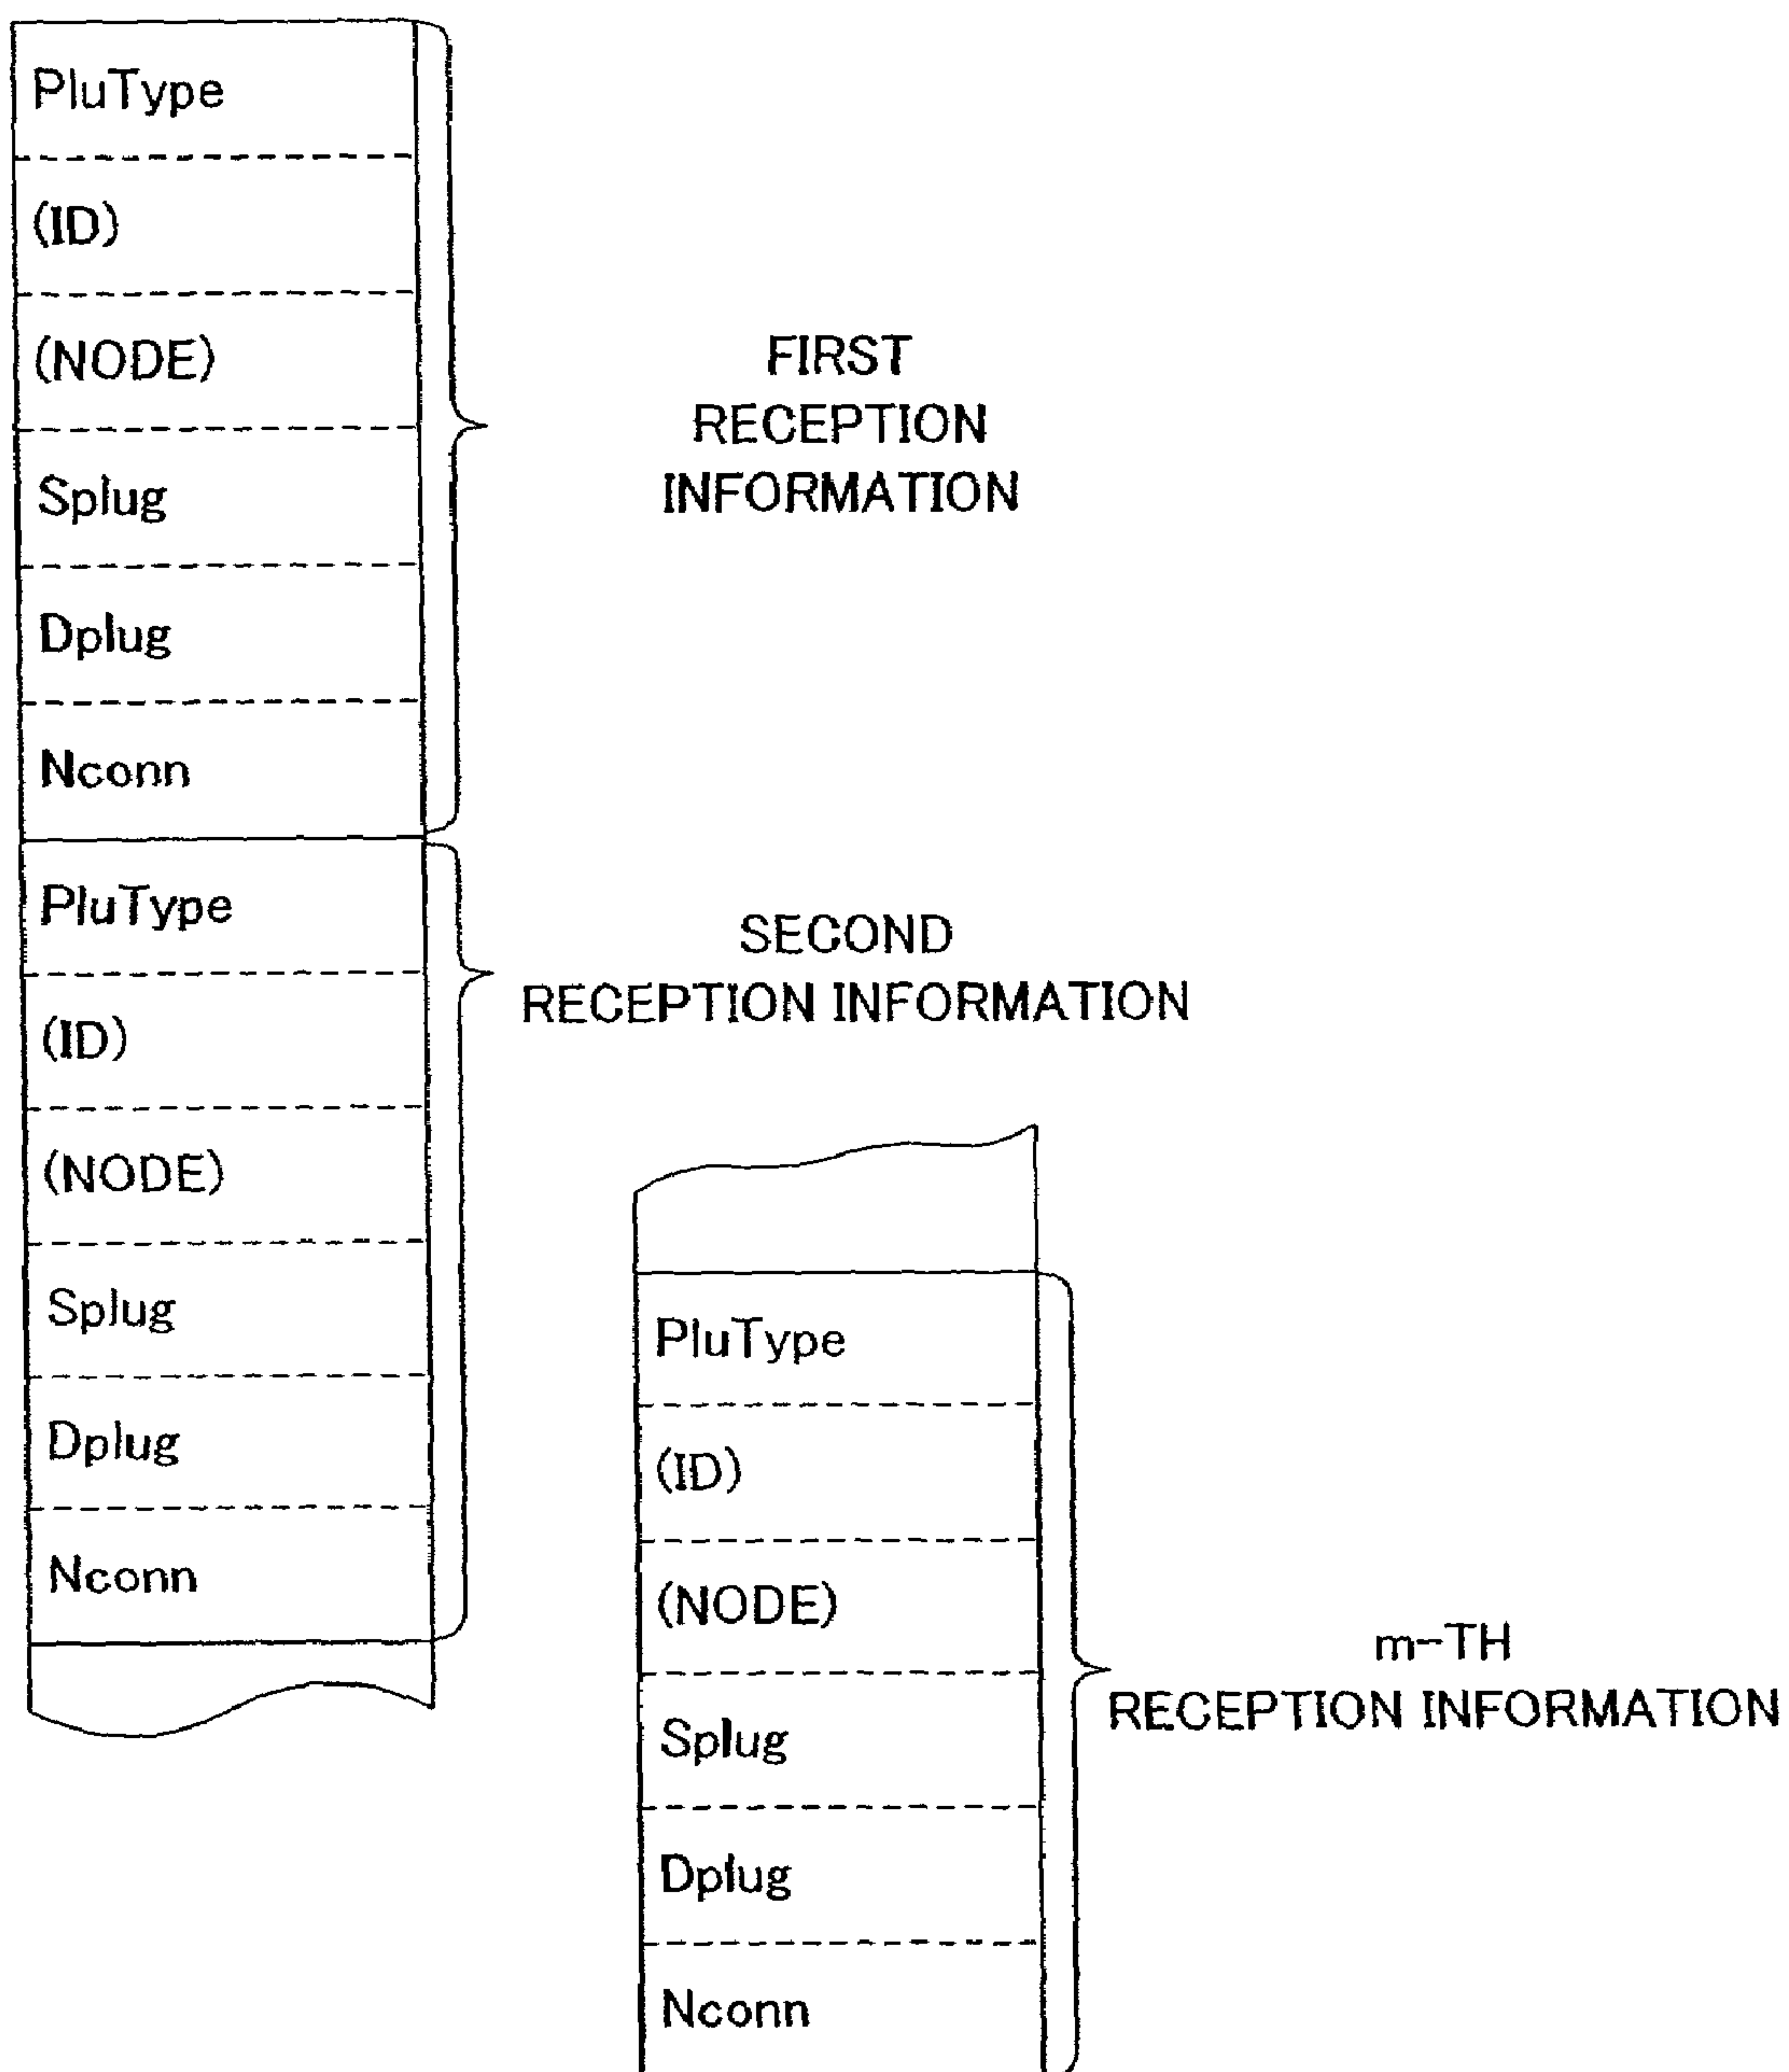 PluType
(ID)
(NODE)
Splug
Dplug
Nconn
FIRST
RECEPTION
INFORMATION
PluType
(ID)
(NODE)
Splug
Dplug
Nconn
SECOND
RECEPTION INFORMATION
PluType
(ID)
(NODE)
Splug
Dplug
Nconn
m-TH
RECEPTION INFORMATION